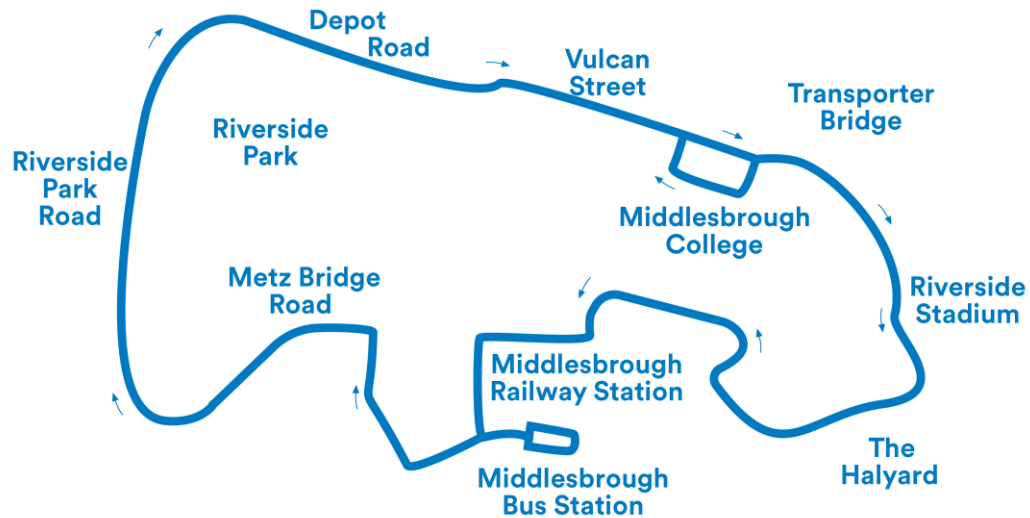 Depot
Road
Vulcan
Street
Transporter
Bridge
Riverside
Park
Riverside
Park
Road
Middlesbrough
College
Metz Bridge
Road
Riverside
Stadium
Middlesbrough
Railway Station
The
Halyard
Middlesbrough
Bus Station